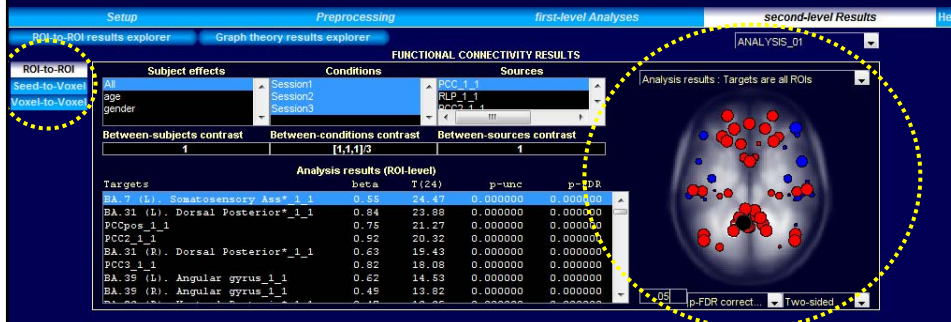 Setup Preprocessing first-level Analyses second-level Results He
ROI-to-ROI results explorer Graph theory results explorer
ANALYSIS_01
FUNCTIONAL CONNECTIVITY RESULTS
ROI-to-ROI
Seed-to-Voxel
Voxel-to-Voxel
Subject effects Conditions Sources
All Session1 PCC_1_1
age Session2 RLP_1_1
gender Session3 PCC2_1_1
Analysis results : Targets are all ROIs
Between-subjects contrast Between-conditions contrast Between-sources contrast
1 [1,1,1]/3 1
Analysis results (ROI-level)
Targets beta T(24) p-unc p-FDR
BA.7 (L). Somatosensory Ass*_1_1 0.55 24.47 0.000000 0.000000
BA.31 (L). Dorsal Posterior*_1_1 0.84 23.88 0.000000 0.000000
PCCpos_1_1 0.75 21.27 0.000000 0.000000
PCC2_1_1 0.92 20.32 0.000000 0.000000
BA.31 (R). Dorsal Posterior*_1_1 0.63 19.43 0.000000 0.000000
PCC3_1_1 0.82 18.08 0.000000 0.000000
BA.39 (L). Angular gyrus_1_1 0.62 14.53 0.000000 0.000000
BA.39 (R). Angular gyrus_1_1 0.49 13.82 0.000000 0.000000
.05 p-FDR correct... Two-sided